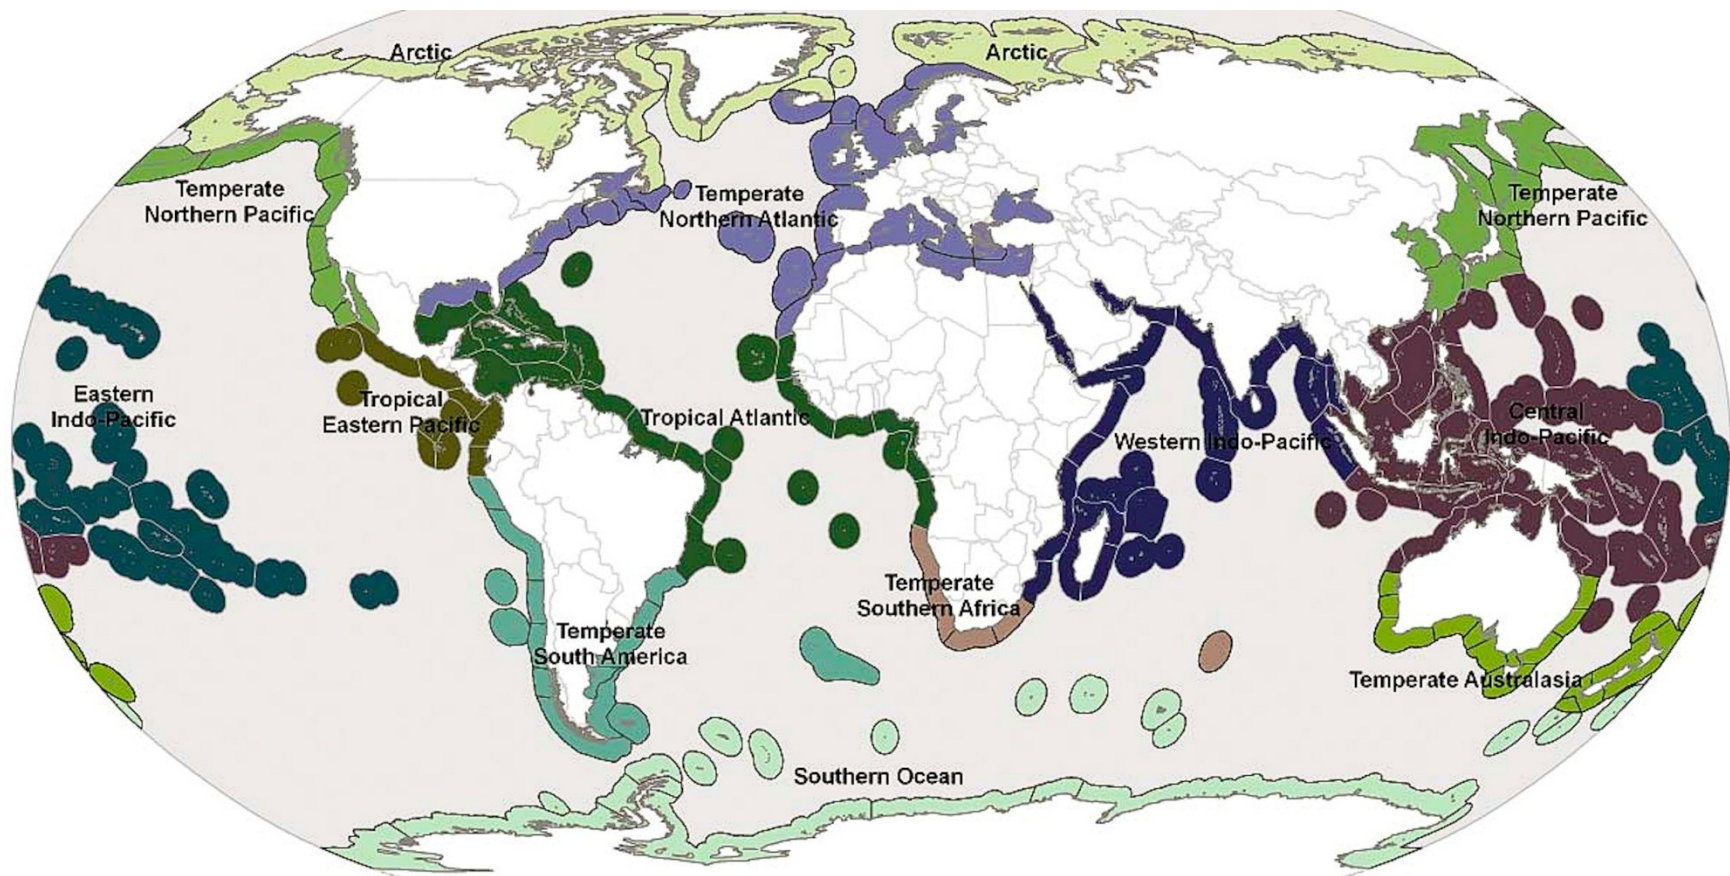 Arctic
Arctic
Temperate
Northern Pacific
Temperate
Northern Atlantic
Temperate
Northern Pacific
Eastern
Indo-Pacific
Tropical
Eastern Pacific
Tropical Atlantic
Western Indo-Pacific
Central
Indo-Pacific
Temperate
Southern Africa
Temperate
South America
Temperate Australasia
Southern Ocean